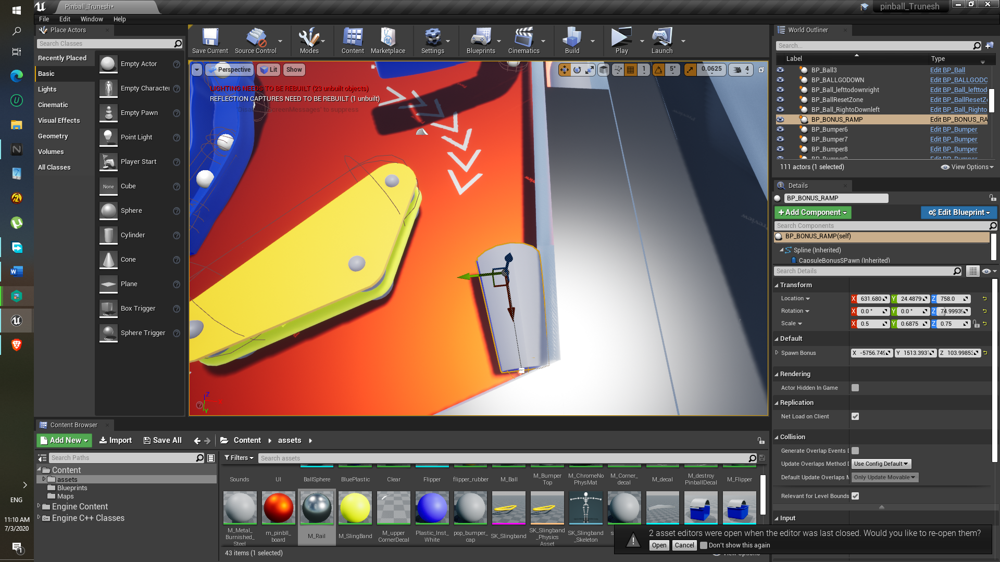 Pinball_Trunesh*
pinball_Trunesh
File Edit Window Help
Place Actors
Search Classes
Recently Placed
Basic
Lights
Cinematic
Visual Effects
Geometry
Volumes
All Classes
Empty Actor
Empty Character
Empty Pawn
Point Light
Player Start
None Cube
Sphere
Cylinder
Cone
Plane
Box Trigger
Sphere Trigger
Save Current Source Control Modes Content Marketplace Settings Blueprints Cinematics Build Play Launch
Perspective Lit Show 1 5° 0.0625 4
LIGHTING NEEDS TO BE REBUILT (23 unbuilt objects)
REFLECTION CAPTURES NEED TO BE REBUILT (1 unbuilt)
World Outliner
Search...
Label Type
BP_Ball3 Edit BP_Ball
BP_BALLGODOWN Edit BP_BALLGODO
BP_Ball_lefttodownright Edit BP_Ball_lefttod
BP_BallResetZone Edit BP_BallResetZ
BP_Ball_RightoDownleft Edit BP_Ball_Righto
BP_BONUS_RAMP Edit BP_BONUS_RA
BP_Bumper6 Edit BP_Bumper
BP_Bumper7 Edit BP_Bumper
BP_Bumper8 Edit BP_Bumper
111 actors (1 selected) View Options
Details
BP_BONUS_RAMP
+Add Component Edit Blueprint
Search Components
BP_BONUS_RAMP(self)
Spline (Inherited)
CapsuleBonusSPawn (Inherited)
Search Details
Transform
Location X 631.680 Y 24.4879 Z 758.0
Rotation X 0.0 ° Y 0.0 ° Z 74.9993
Scale X 0.5 Y 0.6875 Z 0.75
Default
Spawn Bonus X -5756.749 Y 1513.3931 Z 103.99853
Rendering
Actor Hidden In Game
Replication
Net Load on Client
Collision
Generate Overlap Events
Update Overlaps Method Use Config Default
Default Update Overlaps Only Update Movable
Relevant for Level Bounds
Input
Content Browser
Add New Import Save All Content assets
Search Paths
Content
assets
Blueprints
Maps
Engine Content
Engine C++ Classes
Filters Search assets
Sounds UI BallSphere BluePlastic Clear Flipper flipper_rubber M_Ball M_Bumper Top M_ChromeNo PhysMat M_Corner_ decal M_decal M_destroy PinballDecal M_Flipper
M_Metal_ Burnished_ Steel m_pinbll_ board M_Rail M_SlingBand M_upper CornerDecal Plastic_Inst_ White pop_bumper_ cap SK_Slingband SK_Slingband _Physics Asset SK_Slingband _Skeleton
43 items (1 selected)
2 asset editors were open when the editor was last closed. Would you like to re-open them?
Open Cancel Don't show this again
ENG
11:10 AM
7/3/2020
1